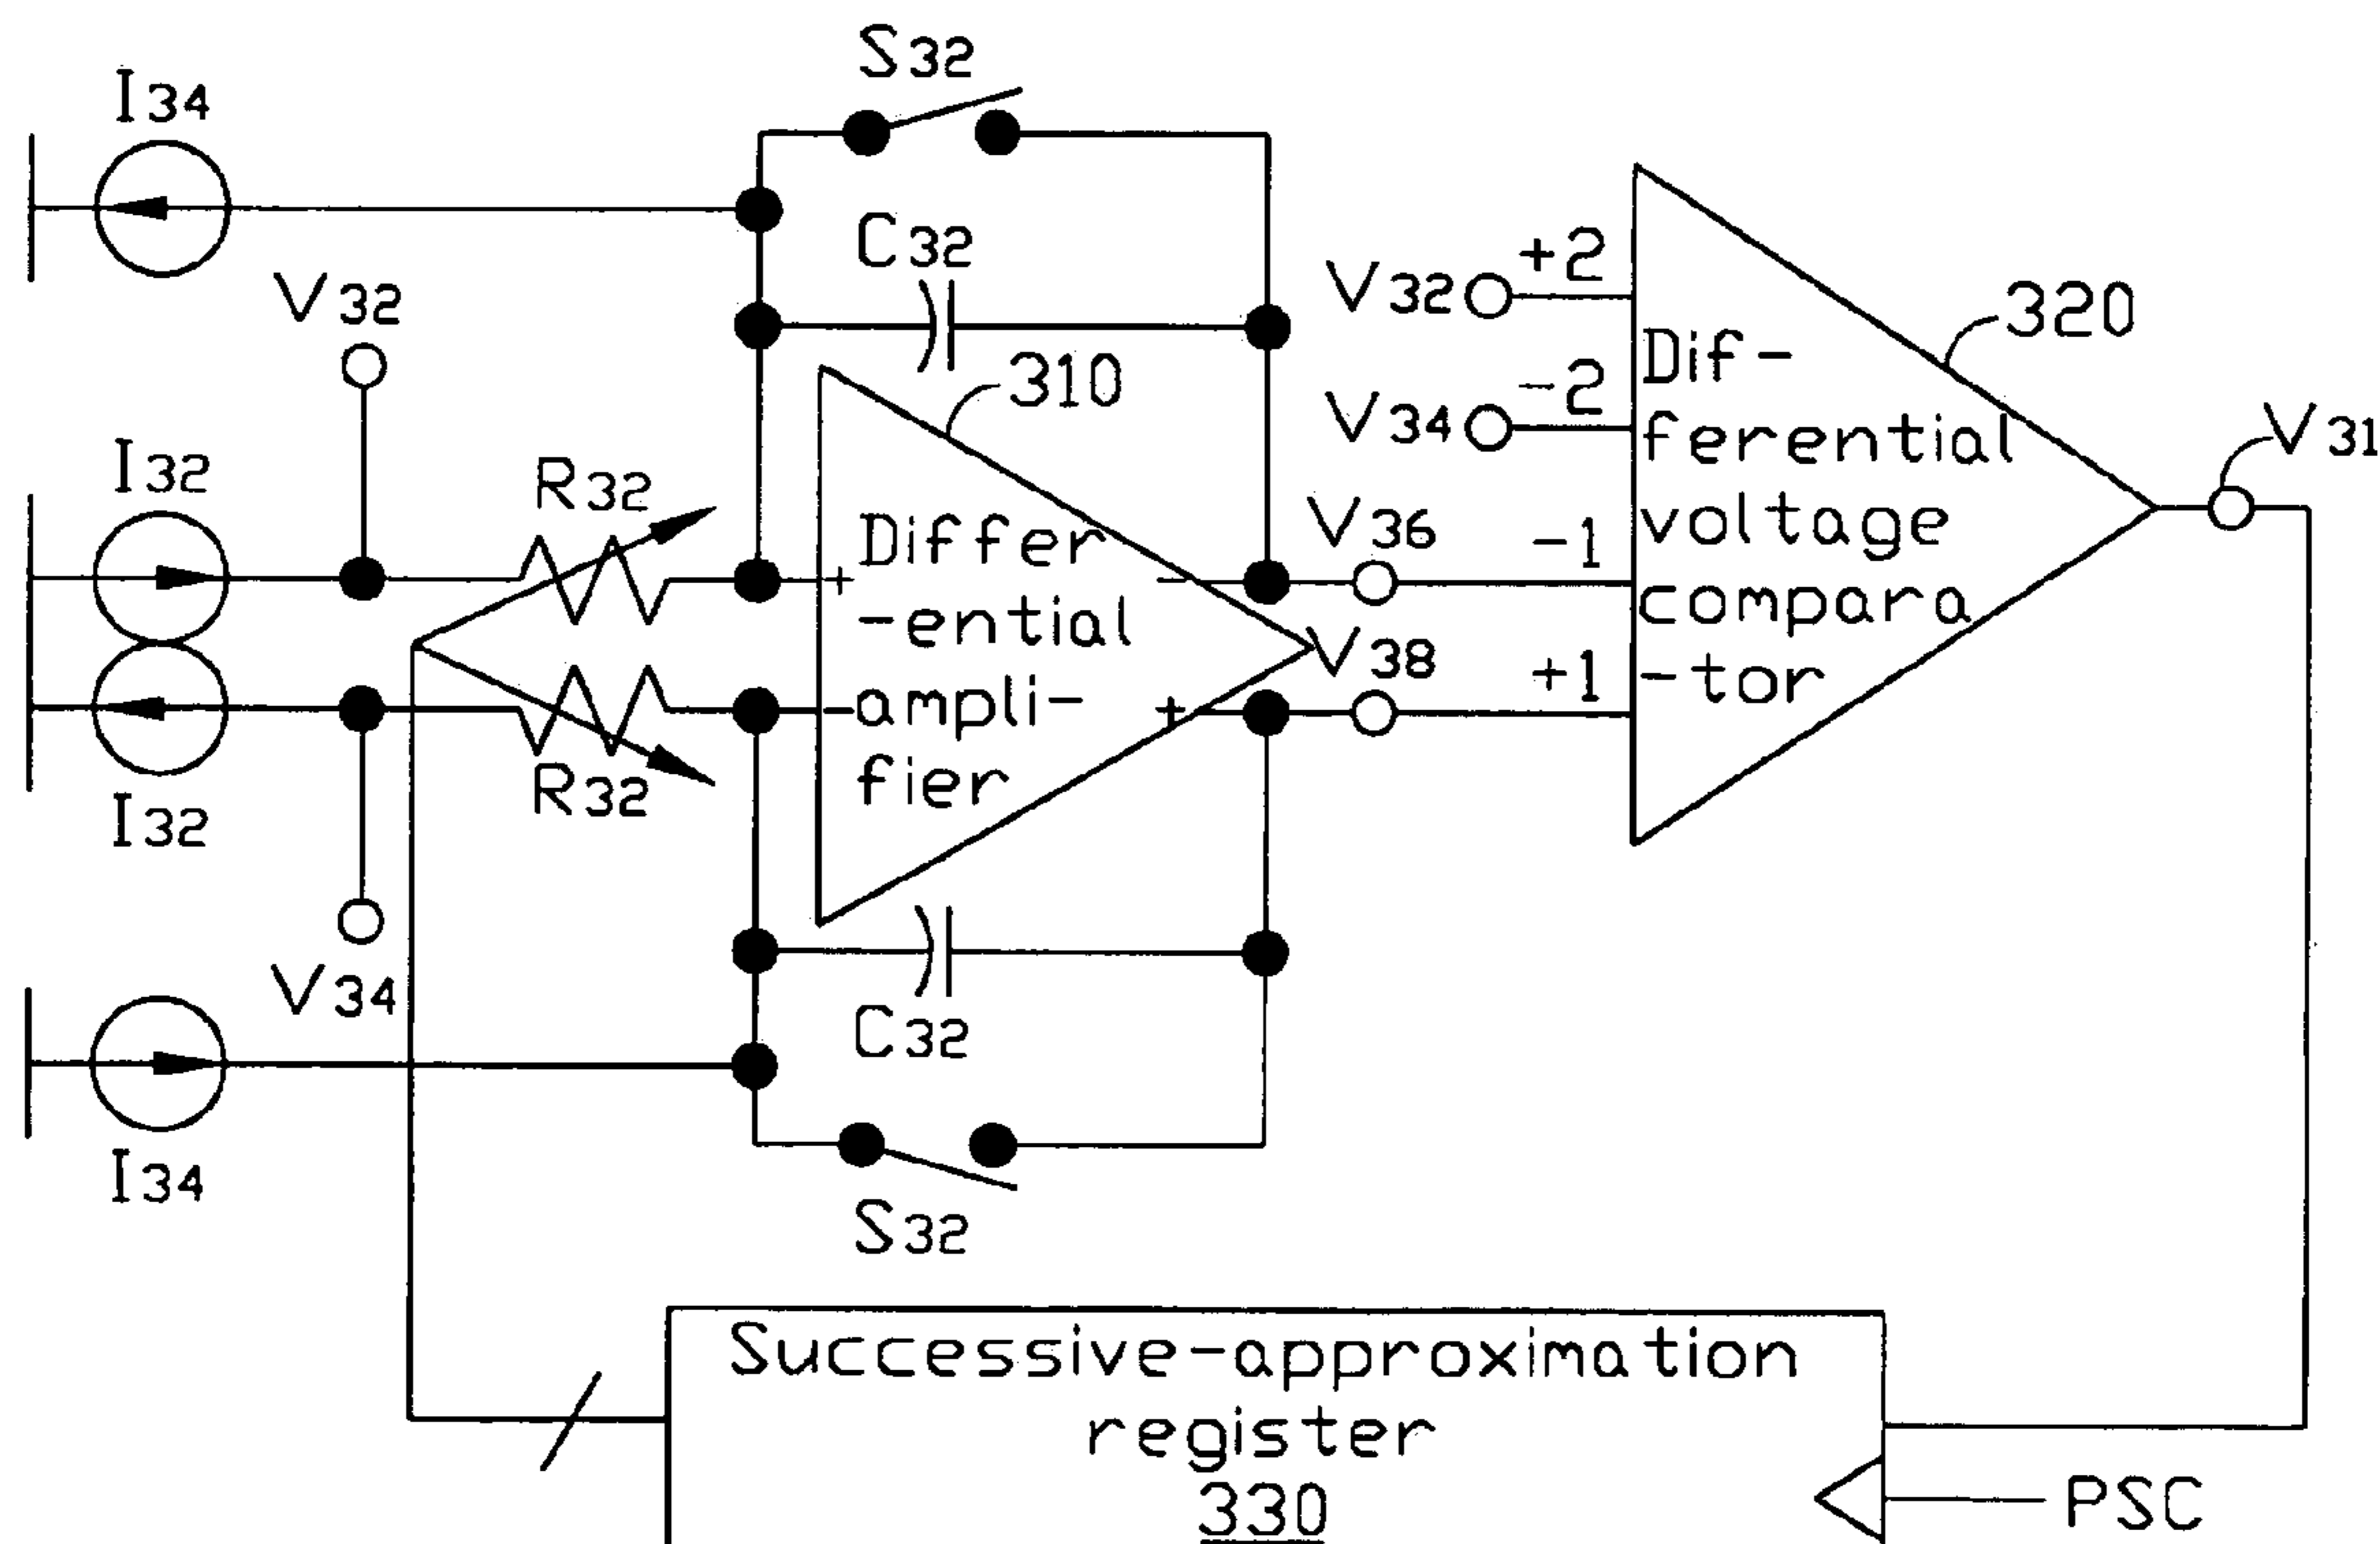 S32
I34
C32
V32
V32 +2
320
310
Dif-
V34 -2
ferential
V31
I32
R32
V36
voltage
Differ
-1
+ -
compara
-ential
V38
+1
-tor
- ampli- +
fier
I32
R32
V34
C32
I34
S32
Successive-approximation
register
330
PSC